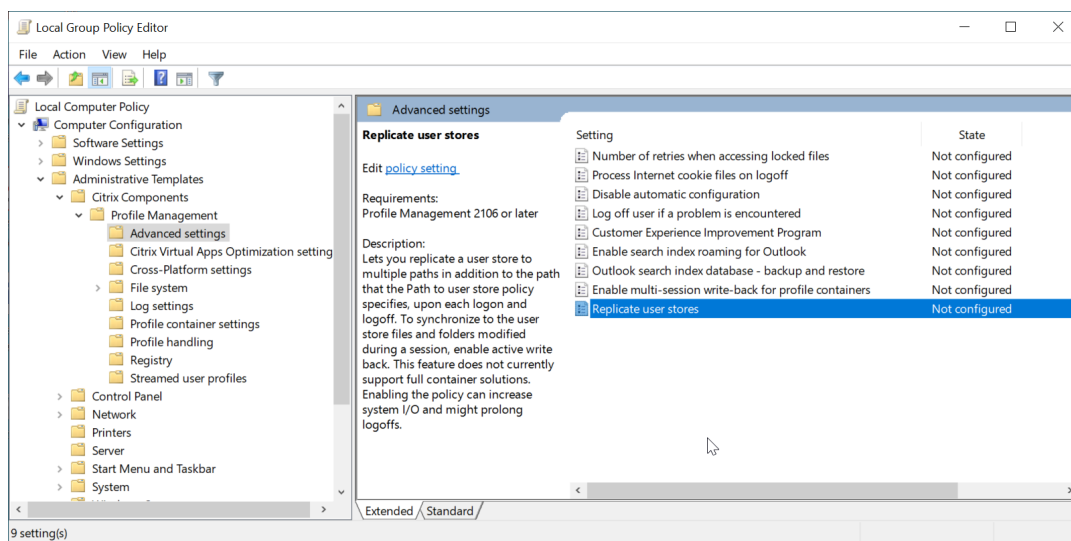 Local Group Policy Editor
File Action View Help
Local Computer Policy
Computer Configuration
Software Settings
Windows Settings
Administrative Templates
Citrix Components
Profile Management
Advanced settings
Citrix Virtual Apps Optimization setting
Cross-Platform settings
File system
Log settings
Profile container settings
Profile handling
Registry
Streamed user profiles
Control Panel
Network
Printers
Server
Start Menu and Taskbar
System
Advanced settings
Replicate user stores
Edit policy setting
Requirements:
Profile Management 2106 or later
Description:
Lets you replicate a user store to
multiple paths in addition to the path
that the Path to user store policy
specifies, upon each logon and
logoff. To synchronize to the user
store files and folders modified
during a session, enable active write
back. This feature does not currently
support full container solutions.
Enabling the policy can increase
system I/O and might prolong
logoffs.
Setting State
Number of retries when accessing locked files Not configured
Process Internet cookie files on logoff Not configured
Disable automatic configuration Not configured
Log off user if a problem is encountered Not configured
Customer Experience Improvement Program Not configured
Enable search index roaming for Outlook Not configured
Outlook search index database - backup and restore Not configured
Enable multi-session write-back for profile containers Not configured
Replicate user stores Not configured
Extended Standard
9 setting(s)